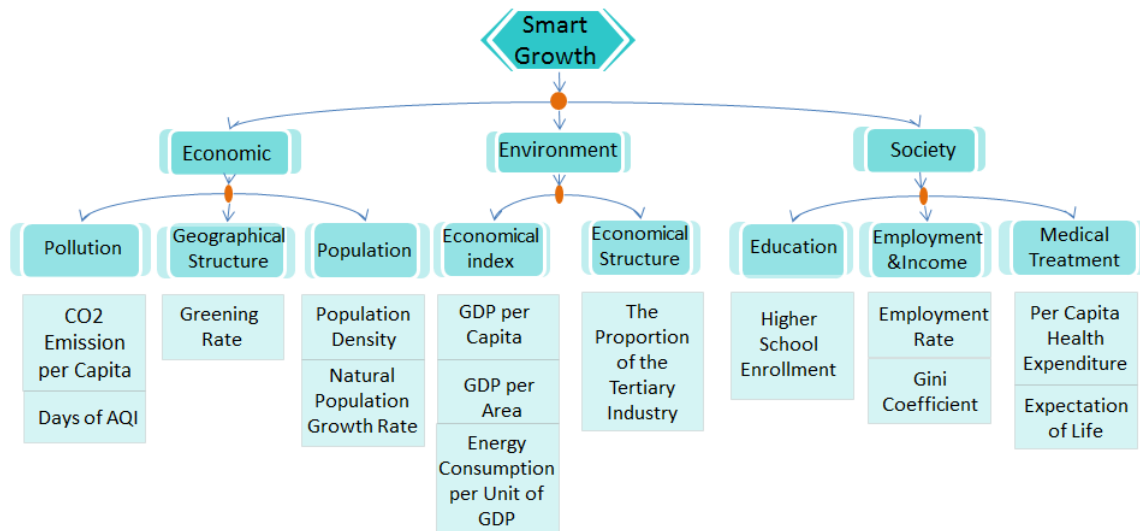 Smart
Growth
Economic
Environment
Society
Pollution
Geographical
Structure
Population
Economical
index
Economical
Structure
Education
Employment
&Income
Medical
Treatment
CO2
Emission
per Capita
Days of AQI
Greening
Rate
Population
Density
Natural
Population
Growth Rate
GDP per
Capita
GDP per
Area
Energy
Consumption
per Unit of
GDP
The
Proportion
of the
Tertiary
Industry
Higher
School
Enrollment
Employment
Rate
Gini
Coefficient
Per Capita
Health
Expenditure
Expectation
of Life